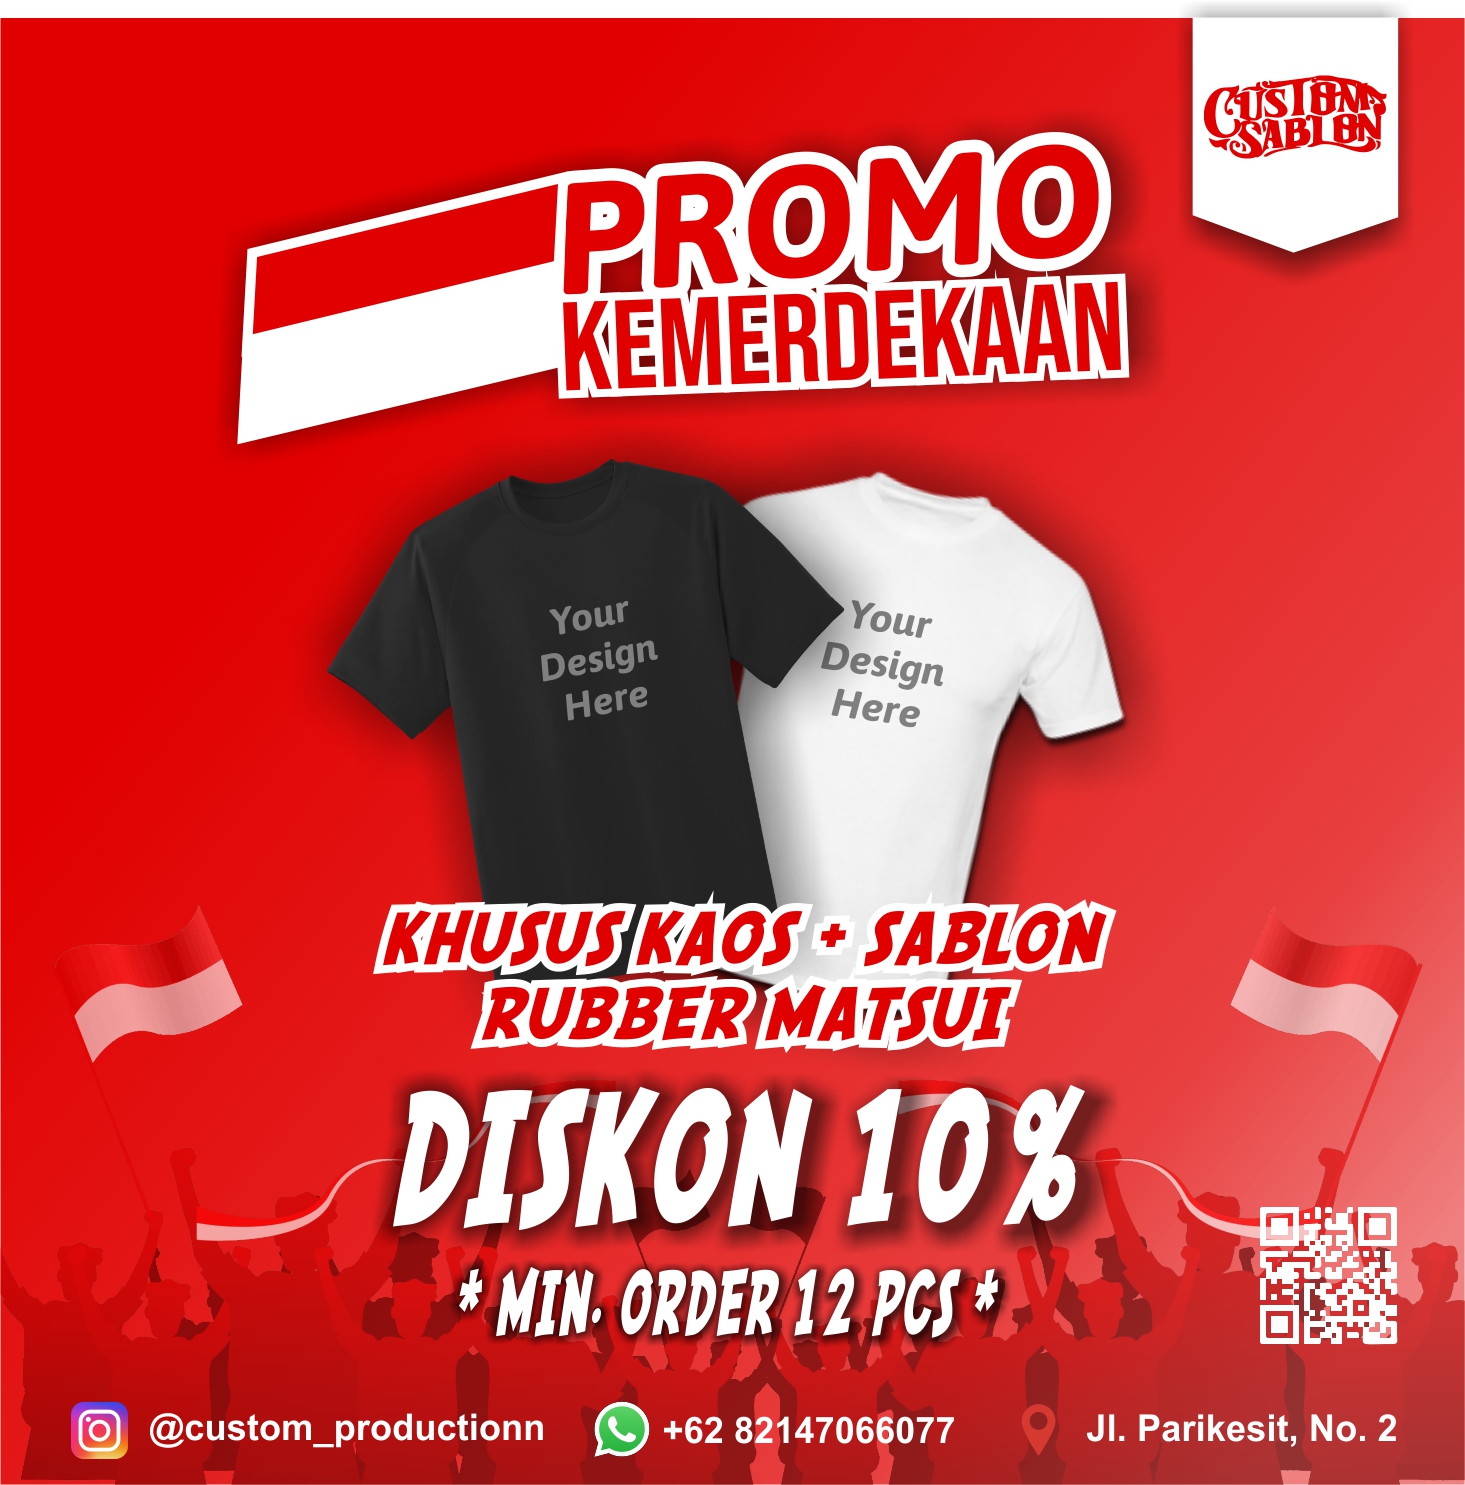 CUSTOM
SABLON
PROMO
KEMERDEKAAN
Your
Design
Here
Your
Design
Here
KHUSUS KAOS + SABLON
RUBBER MATSUI
DISKON 10%
* MIN. ORDER 12 PCS *
@custom_productionn
+62 82147066077
Jl. Parikesit, No. 2